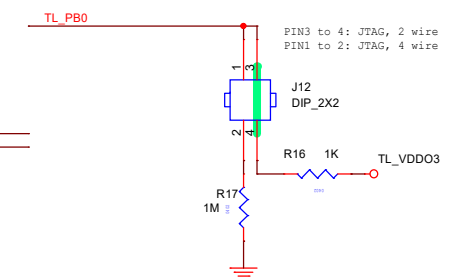 TL_PB0
PIN3 to 4: JTAG, 2 wire
PIN1 to 2: JTAG, 4 wire
1
3
J12
DIP_2X2
2
4
R16 1K
TL_VDDO3
R17
1M